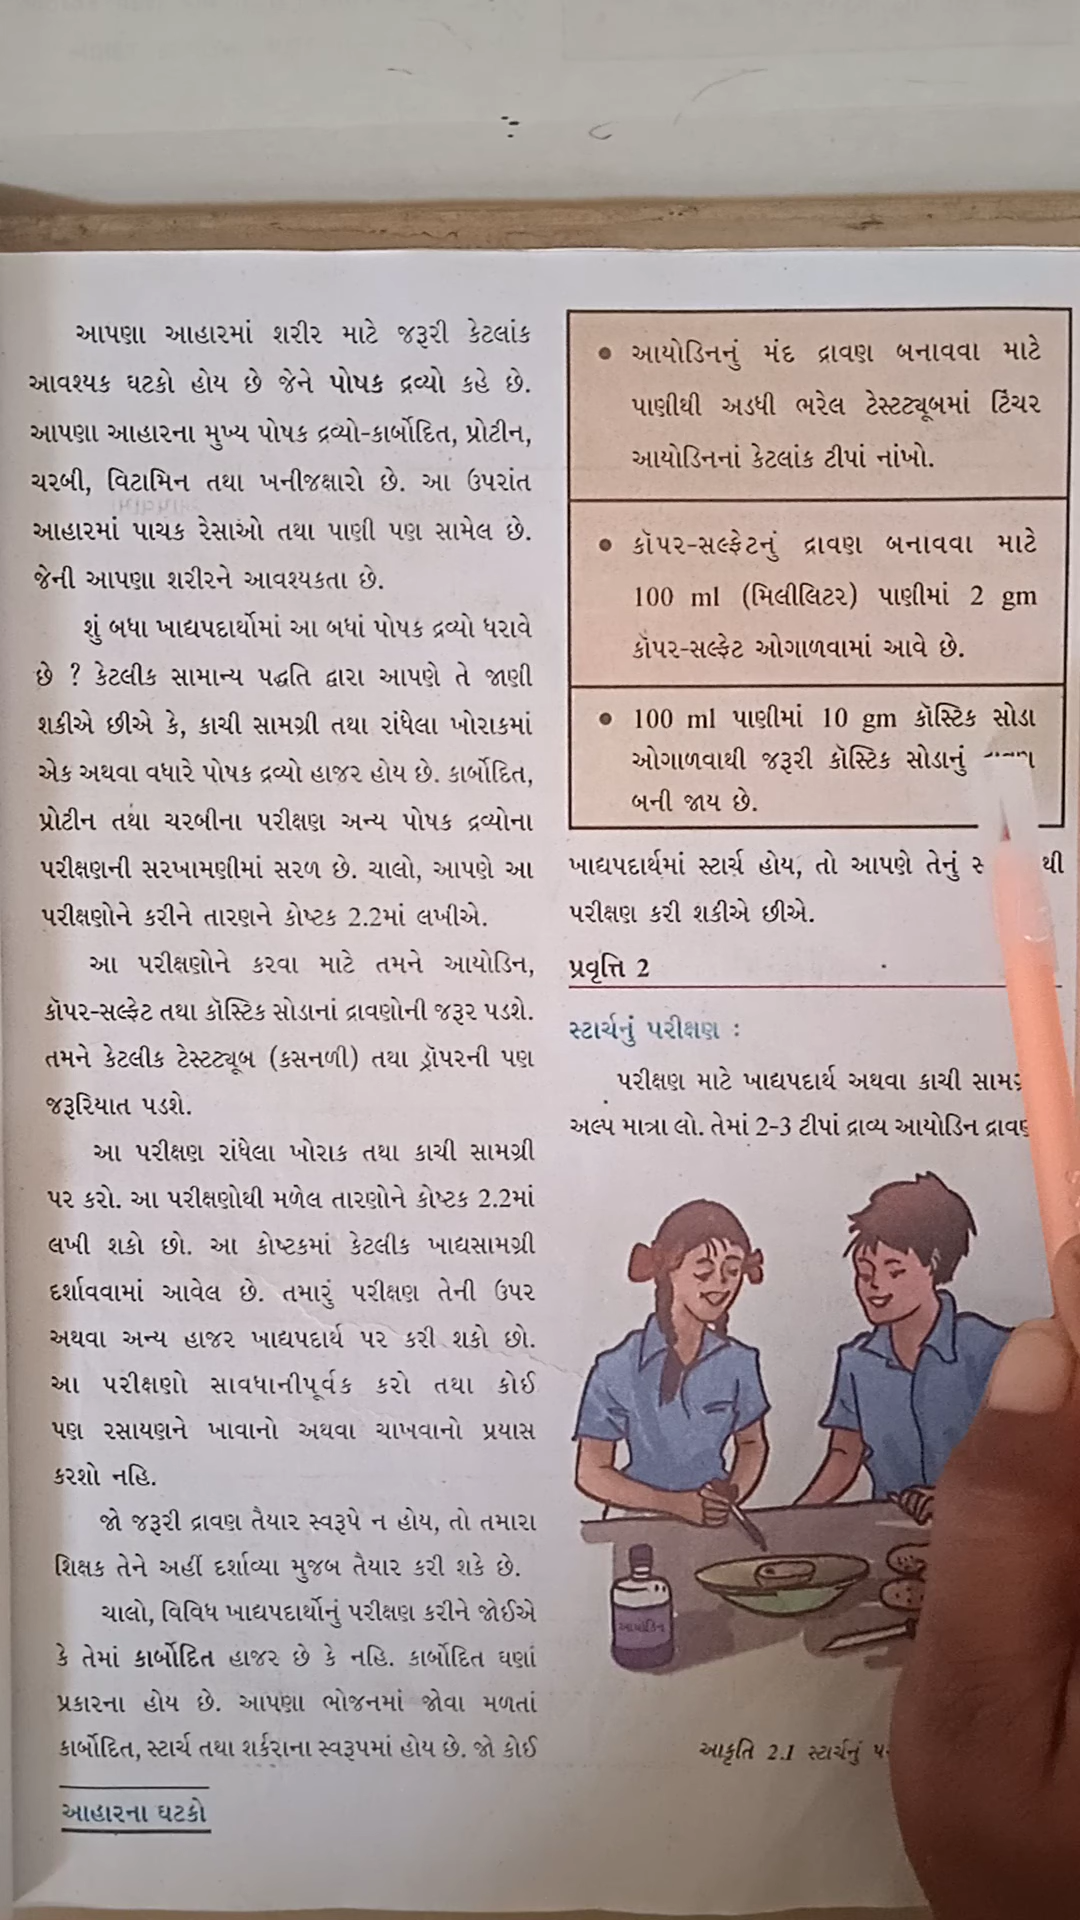 આપણા આહારમાં શરીર માટે જરૂરી કેટલાંક
આવશ્યક ઘટકો હોય છે જેને પોષક દ્રવ્યો કહે છે.
આપણા આહારના મુખ્ય પોષક દ્રવ્યો-કાર્બોદિત, પ્રોટીન,
ચરબી, વિટામિન તથા ખનીજક્ષારો છે. આ ઉપરાંત
આહારમાં પાચક રેસાઓ તથા પાણી પણ સામેલ છે.
જેની આપણા શરીરને આવશ્યકતા છે.
શું બધા ખાદ્યપદાર્થોમાં આ બધાં પોષક દ્રવ્યો ધરાવે
છે ? કેટલીક સામાન્ય પદ્ધતિ દ્વારા આપણે તે જાણી
શકીએ છીએ કે, કાચી સામગ્રી તથા રાંધેલા ખોરાકમાં
એક અથવા વધારે પોષક દ્રવ્યો હાજર હોય છે. કાર્બોદિત,
પ્રોટીન તથા ચરબીના પરીક્ષણ અન્ય પોષક દ્રવ્યોના
પરીક્ષણની સરખામણીમાં સરળ છે. ચાલો, આપણે આ
પરીક્ષણોને કરીને તારણને કોષ્ટક 2.2માં લખીએ.
આ પરીક્ષણોને કરવા માટે તમને આયોડિન,
કૉપર-સલ્ફેટ તથા કૉસ્ટિક સોડાનાં દ્રાવણોની જરૂર પડશે.
તમને કેટલીક ટેસ્ટટ્યૂબ (કસનળી) તથા ડ્રૉપરની પણ
જરૂરિયાત પડશે.
આ પરીક્ષણ રાંધેલા ખોરાક તથા કાચી સામગ્રી
પર કરો. આ પરીક્ષણોથી મળેલ તારણોને કોષ્ટક 2.2માં
લખી શકો છો. આ કોષ્ટકમાં કેટલીક ખાદ્યસામગ્રી
દર્શાવવામાં આવેલ છે. તમારું પરીક્ષણ તેની ઉપર
અથવા અન્ય હાજર ખાદ્યપદાર્થ પર કરી શકો છો.
આ પરીક્ષણો સાવધાનીપૂર્વક કરો તથા કોઈ
પણ રસાયણને ખાવાનો અથવા ચાખવાનો પ્રયાસ
કરશો નહિ.
જો જરૂરી દ્રાવણ તૈયાર સ્વરૂપે ન હોય, તો તમારા
શિક્ષક તેને અહીં દર્શાવ્યા મુજબ તૈયાર કરી શકે છે.
ચાલો, વિવિધ ખાદ્યપદાર્થોનું પરીક્ષણ કરીને જોઈએ
કે તેમાં કાર્બોદિત હાજર છે કે નહિ. કાર્બોદિત ઘણાં
પ્રકારના હોય છે. આપણા ભોજનમાં જોવા મળતાં
કાર્બોદિત, સ્ટાર્ચ તથા શર્કરાના સ્વરૂપમાં હોય છે. જો કોઈ
આહારના ઘટકો
• આયોડિનનું મંદ દ્રાવણ બનાવવા માટે
પાણીથી અડધી ભરેલ ટેસ્ટટ્યૂબમાં ટિંચર
આયોડિનનાં કેટલાંક ટીપાં નાંખો.
• કૉપર-સલ્ફેટનું દ્રાવણ બનાવવા માટે
100 ml (મિલીલિટર) પાણીમાં 2 gm
કૉપર-સલ્ફેટ ઓગાળવામાં આવે છે.
• 100 ml પાણીમાં 10 gm કૉસ્ટિક સોડા
ઓગાળવાથી જરૂરી કૉસ્ટિક સોડાનું
બની જાય છે.
ખાદ્યપદાર્થમાં સ્ટાર્ચ હોય, તો આપણે તેનું
પરીક્ષણ કરી શકીએ છીએ.
પ્રવૃત્તિ 2
સ્ટાર્ચનું પરીક્ષણ :
પરીક્ષણ માટે ખાદ્યપદાર્થ અથવા કાચી
અલ્પ માત્રા લો. તેમાં 2-3 ટીપાં દ્રાવ્ય આયોડિન
આયોડિન
આકૃતિ 2.1 સ્ટાર્ચનું